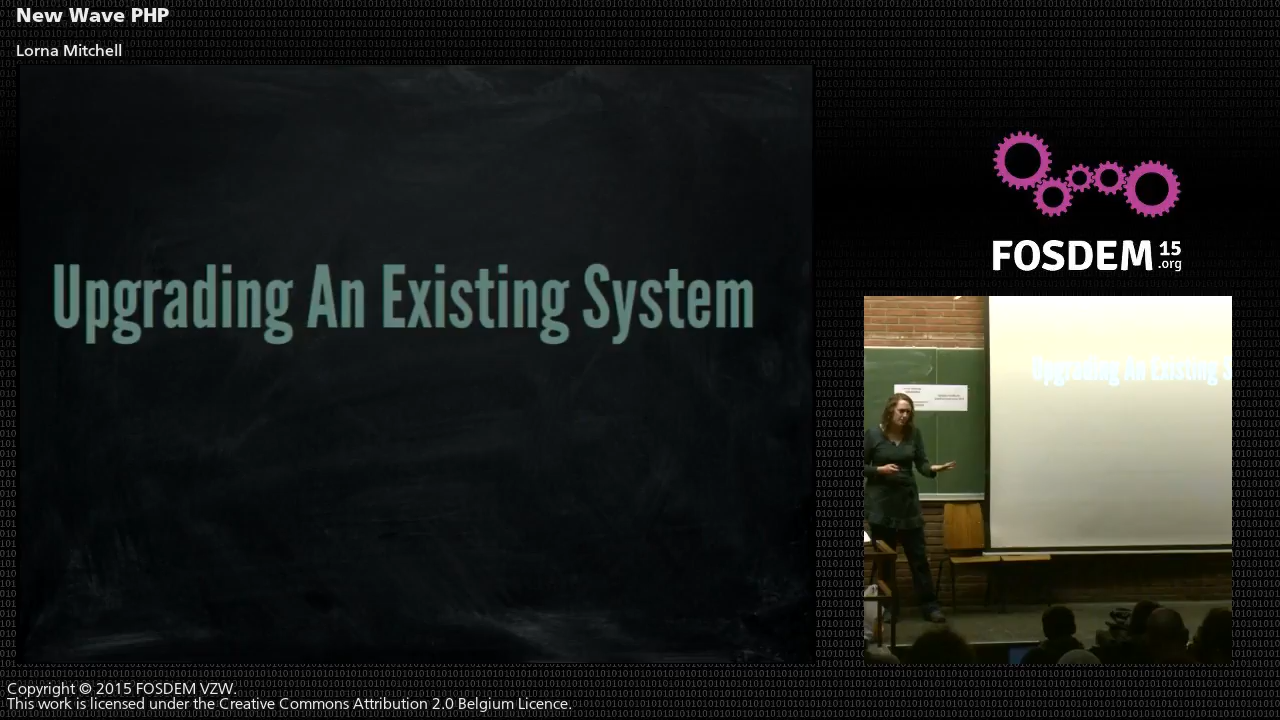 New Wave PHP
Lorna Mitchell
Upgrading An Existing System
FOSDEM 15
.org
Upgrading An Existing S
Copyright © 2015 FOSDEM VZW.
This work is licensed under the Creative Commons Attribution 2.0 Belgium Licence.